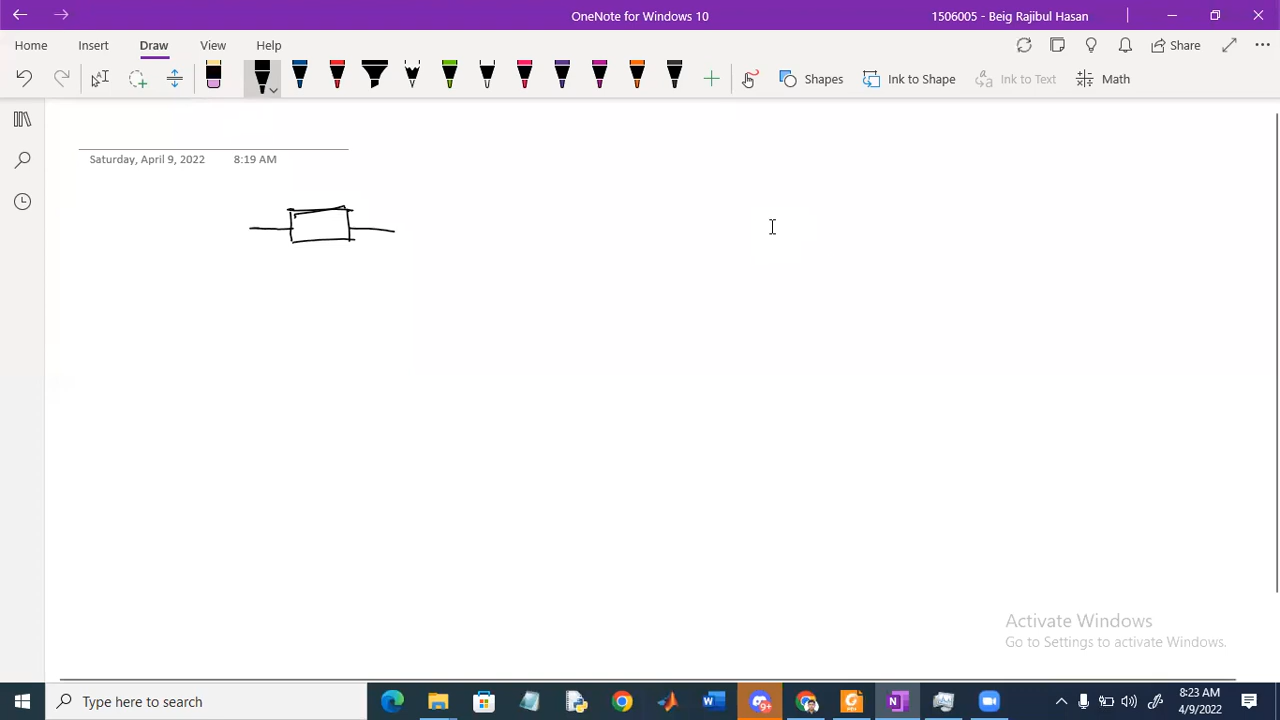 OneNote for Windows 10
1506005 - Beig Rajibul Hasan
Home Insert Draw View Help
Share
Shapes Ink to Shape Ink to Text Math
Saturday, April 9, 2022 8:19 AM
Activate Windows
Go to Settings to activate Windows.
Type here to search
9+
8:23 AM
4/9/2022